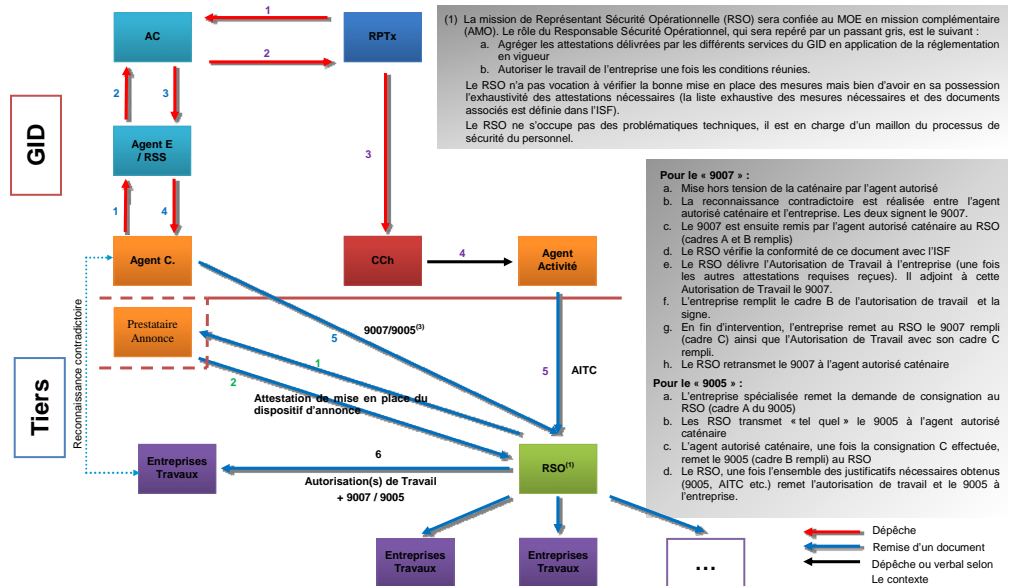 1
AC
RPTx
2
2
3
Agent E
/ RSS
3
1
4
GID
Agent C.
CCh
4
Agent
Activité
Reconnaissance contradictoire
Prestataire
Annonce
9007/9005(3)
5
1
2
5
AITC
Attestation de mise en place du
dispositif d'annonce
Tiers
6
Entreprises
Travaux
RSO(1)
Autorisation(s) de Travail
+ 9007 / 9005
Entreprises
Travaux
Entreprises
Travaux
...
(1) La mission de Représentant Sécurité Opérationnelle (RSO) sera confiée au MOE en mission complémentaire
(AMO). Le rôle du Responsable Sécurité Opérationnel, qui sera repéré par un passant gris, est le suivant :
a. Agréger les attestations délivrées par les différents services du GID en application de la réglementation
en vigueur
b. Autoriser le travail de l'entreprise une fois les conditions réunies.
Le RSO n'a pas vocation à vérifier la bonne mise en place des mesures mais bien d'avoir en sa possession
l'exhaustivité des attestations nécessaires (la liste exhaustive des mesures nécessaires et des documents
associés est définie dans l'ISF).
Le RSO ne s'occupe pas des problématiques techniques, il est en charge d'un maillon du processus de
sécurité du personnel.
Pour le « 9007 » :
a. Mise hors tension de la caténaire par l'agent autorisé
b. La reconnaissance contradictoire est réalisée entre l'agent
autorisé caténaire et l'entreprise. Les deux signent le 9007.
c. Le 9007 est ensuite remis par l'agent autorisé caténaire au RSO
(cadres A et B remplis)
d. Le RSO vérifie la conformité de ce document avec l'ISF
e. Le RSO délivre l'Autorisation de Travail à l'entreprise (une fois
les autres attestations requises reçues). Il adjoint à cette
Autorisation de Travail le 9007.
f. L'entreprise remplit le cadre B de l'autorisation de travail et la
signe.
g. En fin d'intervention, l'entreprise remet au RSO le 9007 rempli
(cadre C) ainsi que l'Autorisation de Travail avec son cadre C
rempli.
h. Le RSO retransmet le 9007 à l'agent autorisé caténaire
Pour le « 9005 » :
a. L'entreprise spécialisée remet la demande de consignation au
RSO (cadre A du 9005)
b. Les RSO transmet « tel quel » le 9005 à l'agent autorisé
caténaire
c. L'agent autorisé caténaire, une fois la consignation C effectuée,
remet le 9005 (cadre B rempli) au RSO
d. Le RSO, une fois l'ensemble des justificatifs nécessaires obtenus
(9005, AITC etc.) remet l'autorisation de travail et le 9005 à
l'entreprise.
Dépêche
Remise d'un document
Dépêche ou verbal selon
Le contexte